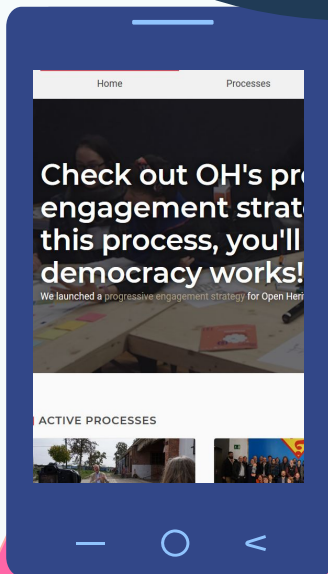 Home Processes
Check out OH's pr
engagement strat
this process, you'll
democracy works!
We launched a progressive engagement strategy for Open Heri
ACTIVE PROCESSES